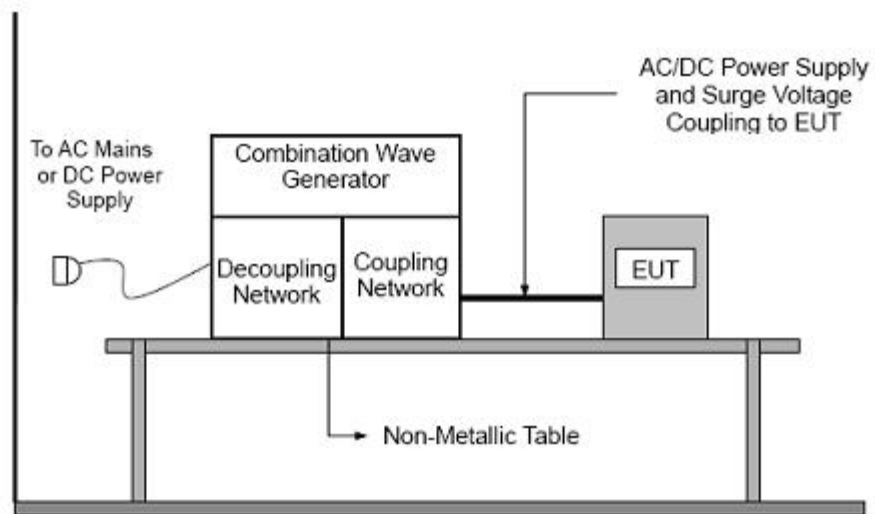 AC/DC Power Supply
and Surge Voltage
Coupling to EUT
To AC Mains
or DC Power
Supply
Combination Wave
Generator
Decoupling
Network
Coupling
Network
EUT
Non-Metallic Table